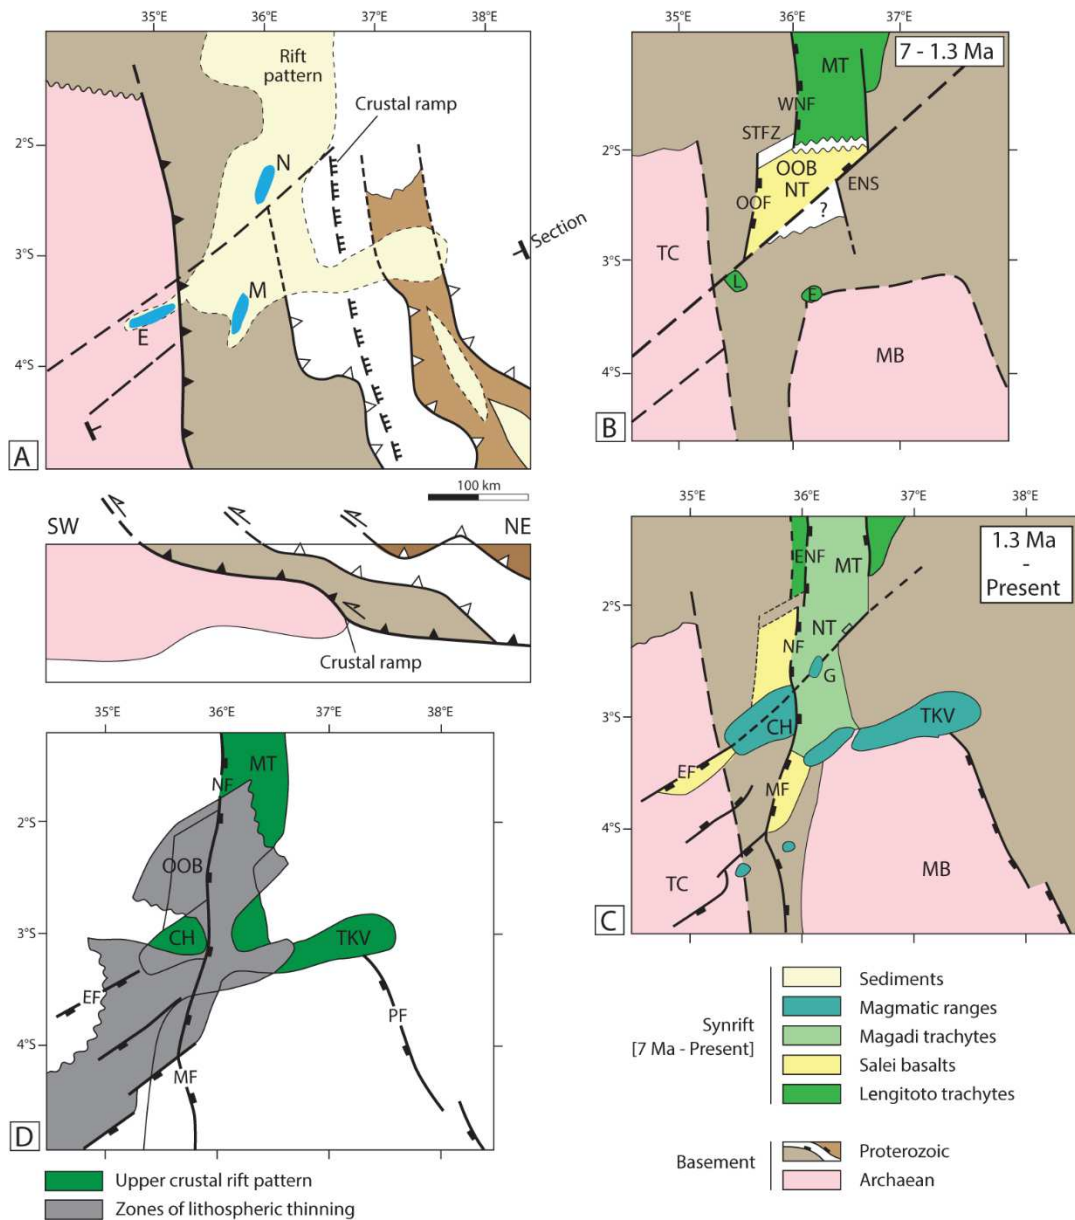 35°E 36°E 37°E 38°E
Rift
pattern
Crustal ramp
2°S
N
Section
3°S
M
E
4°S
A
100 km
SW
NE
Crustal ramp
35°E 36°E 37°E
7 - 1.3 Ma
MT
WNF
STFZ
2°S
OOB
NT
ENS
OOF
?
TC
3°S
L
E
MB
4°S
B
35°E 36°E 37°E 38°E
1.3 Ma
-
Present
ENF
MT
2°S
NT
NF
G
TKV
3°S
CH
EF
MF
4°S
TC
MB
C
35°E 36°E 37°E 38°E
MT
NF
2°S
OOB
3°S
CH
TKV
EF
PF
4°S
MF
D
Upper crustal rift pattern
Zones of lithospheric thinning
Synrift
[7 Ma - Present]
Sediments
Magmatic ranges
Magadi trachytes
Salei basalts
Lengitoto trachytes
Basement
Proterozoic
Archaean